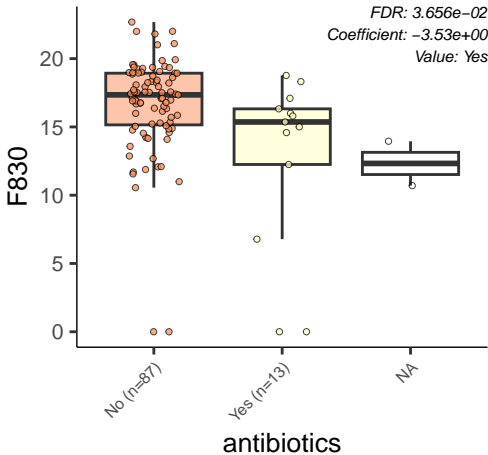 FDR: 3.656e−02
Coefficient: −3.53e+00
Value: Yes
F830
20
15
10
5
0
No (n=87)
Yes (n=13)
NA
antibiotics